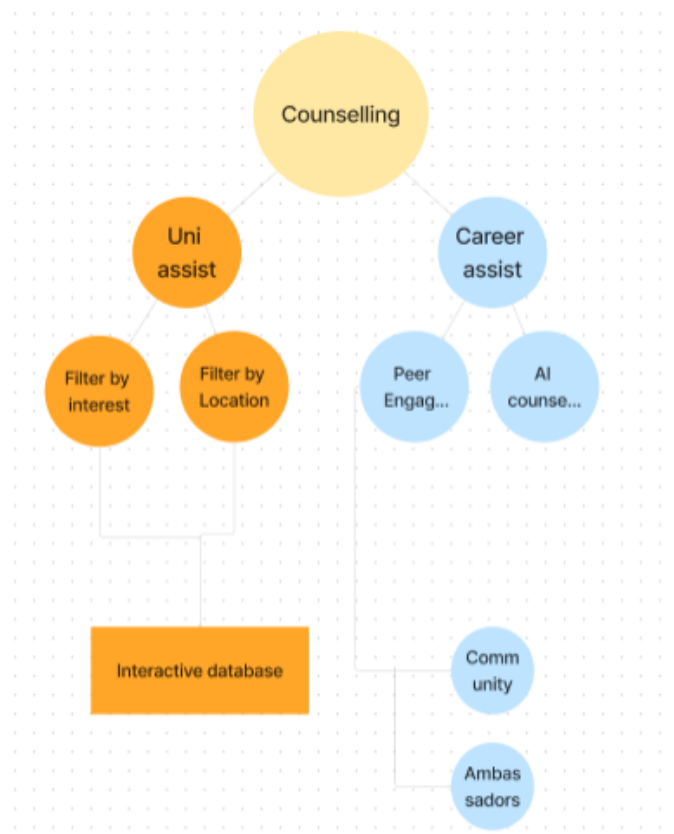 Counselling
Uni
assist
Career
assist
Filter by
interest
Filter by
Location
Peer
Engag...
AI
counse...
Interactive database
Comm
unity
Ambas
sadors